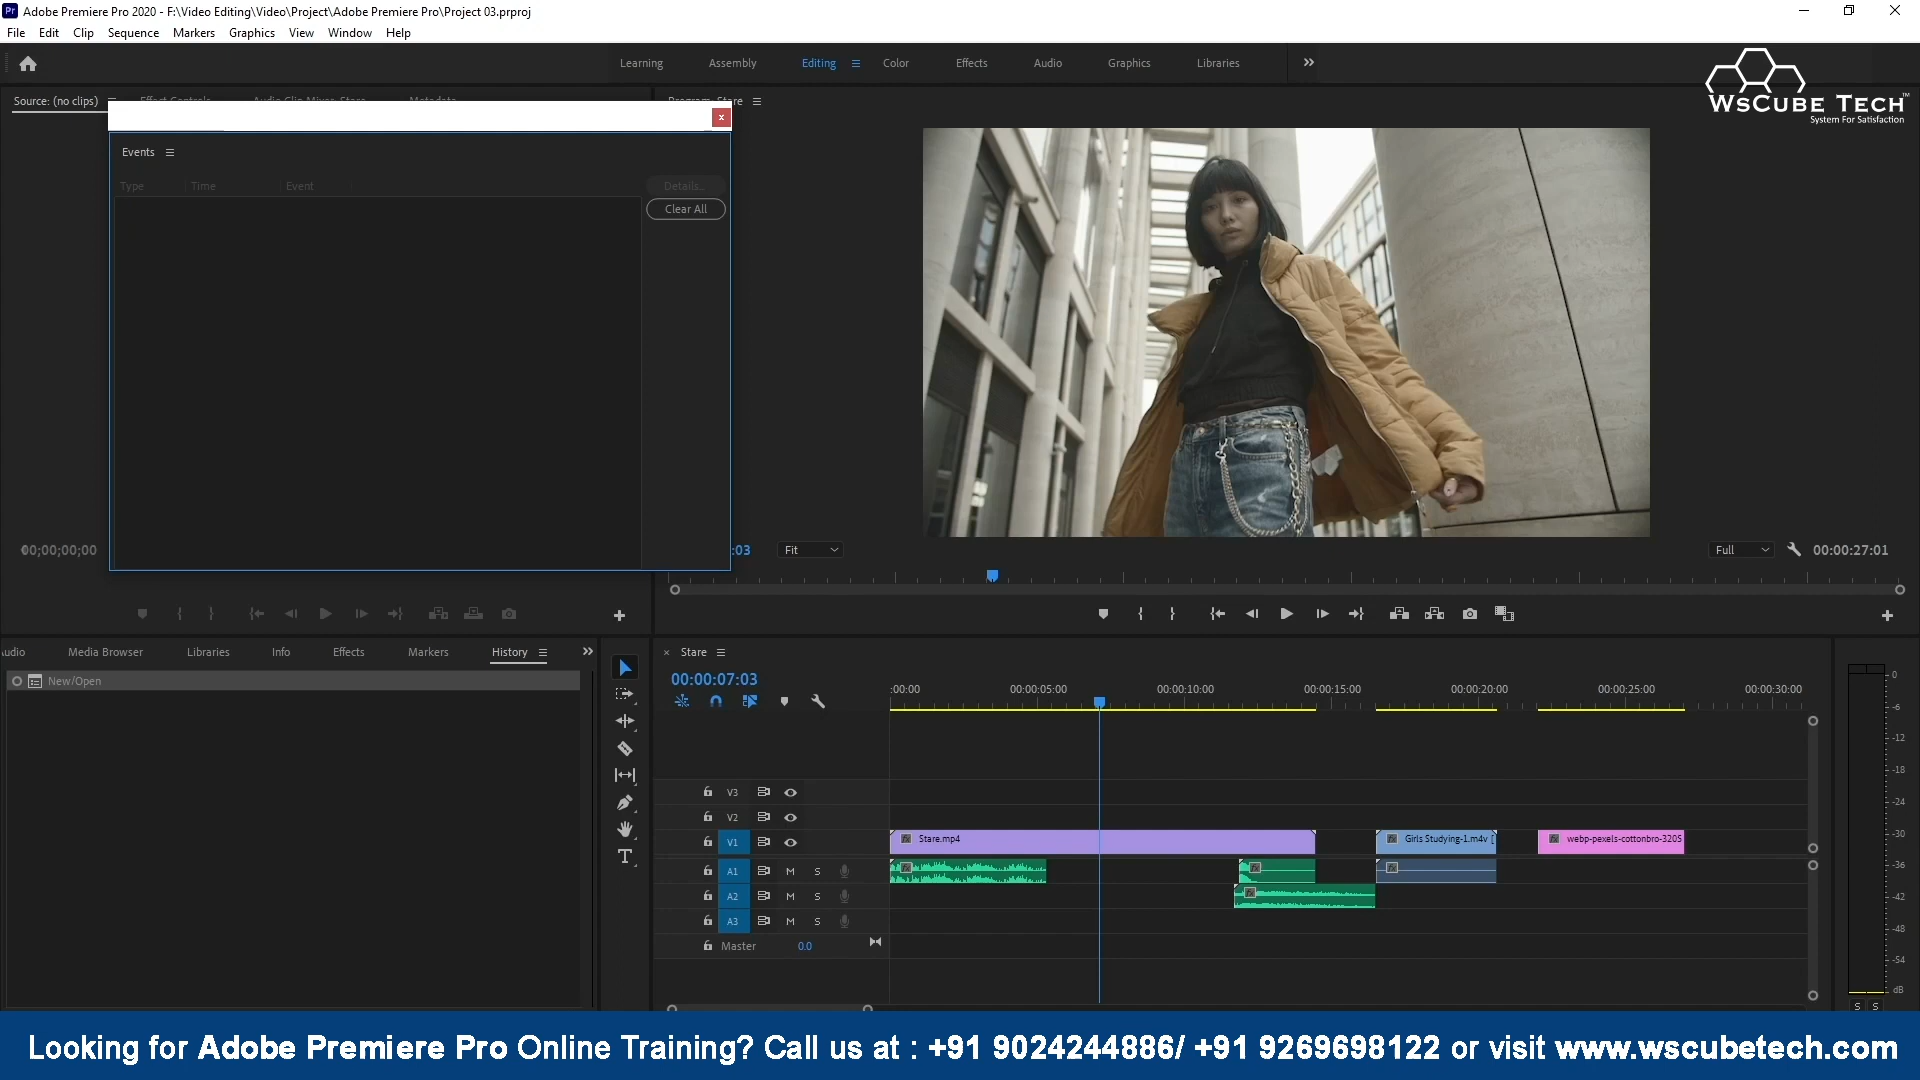 Adobe Premiere Pro 2020 - F:\Video Editing\Video\Project\Adobe Premiere Pro\Project 03.prproj
File Edit Clip Sequence Markers Graphics View Window Help
Learning Assembly Editing Color Effects Audio Graphics Libraries
WsCube Tech™
System For Satisfaction
Source: (no clips)
Events
Type Time Event Details...
Clear All
00;00;00;00
:03 Fit Full 00:00:27:01
Media Browser Libraries Info Effects Markers History
New/Open
Stare
00:00:07:03
:00:00 00:00:05:00 00:00:10:00 00:00:15:00 00:00:20:00 00:00:25:00 00:00:30:00
V3
V2
V1 Stare.mp4 Girls Studying-1.m4v [ webp-pexels-cottonbro-320S
A1 M S
A2 M S
A3 M S
Master 0.0
0
-6
-12
-18
-24
-30
-36
-42
-48
-54
dB
S S
Looking for Adobe Premiere Pro Online Training? Call us at : +91 9024244886/ +91 9269698122 or visit www.wscubetech.com